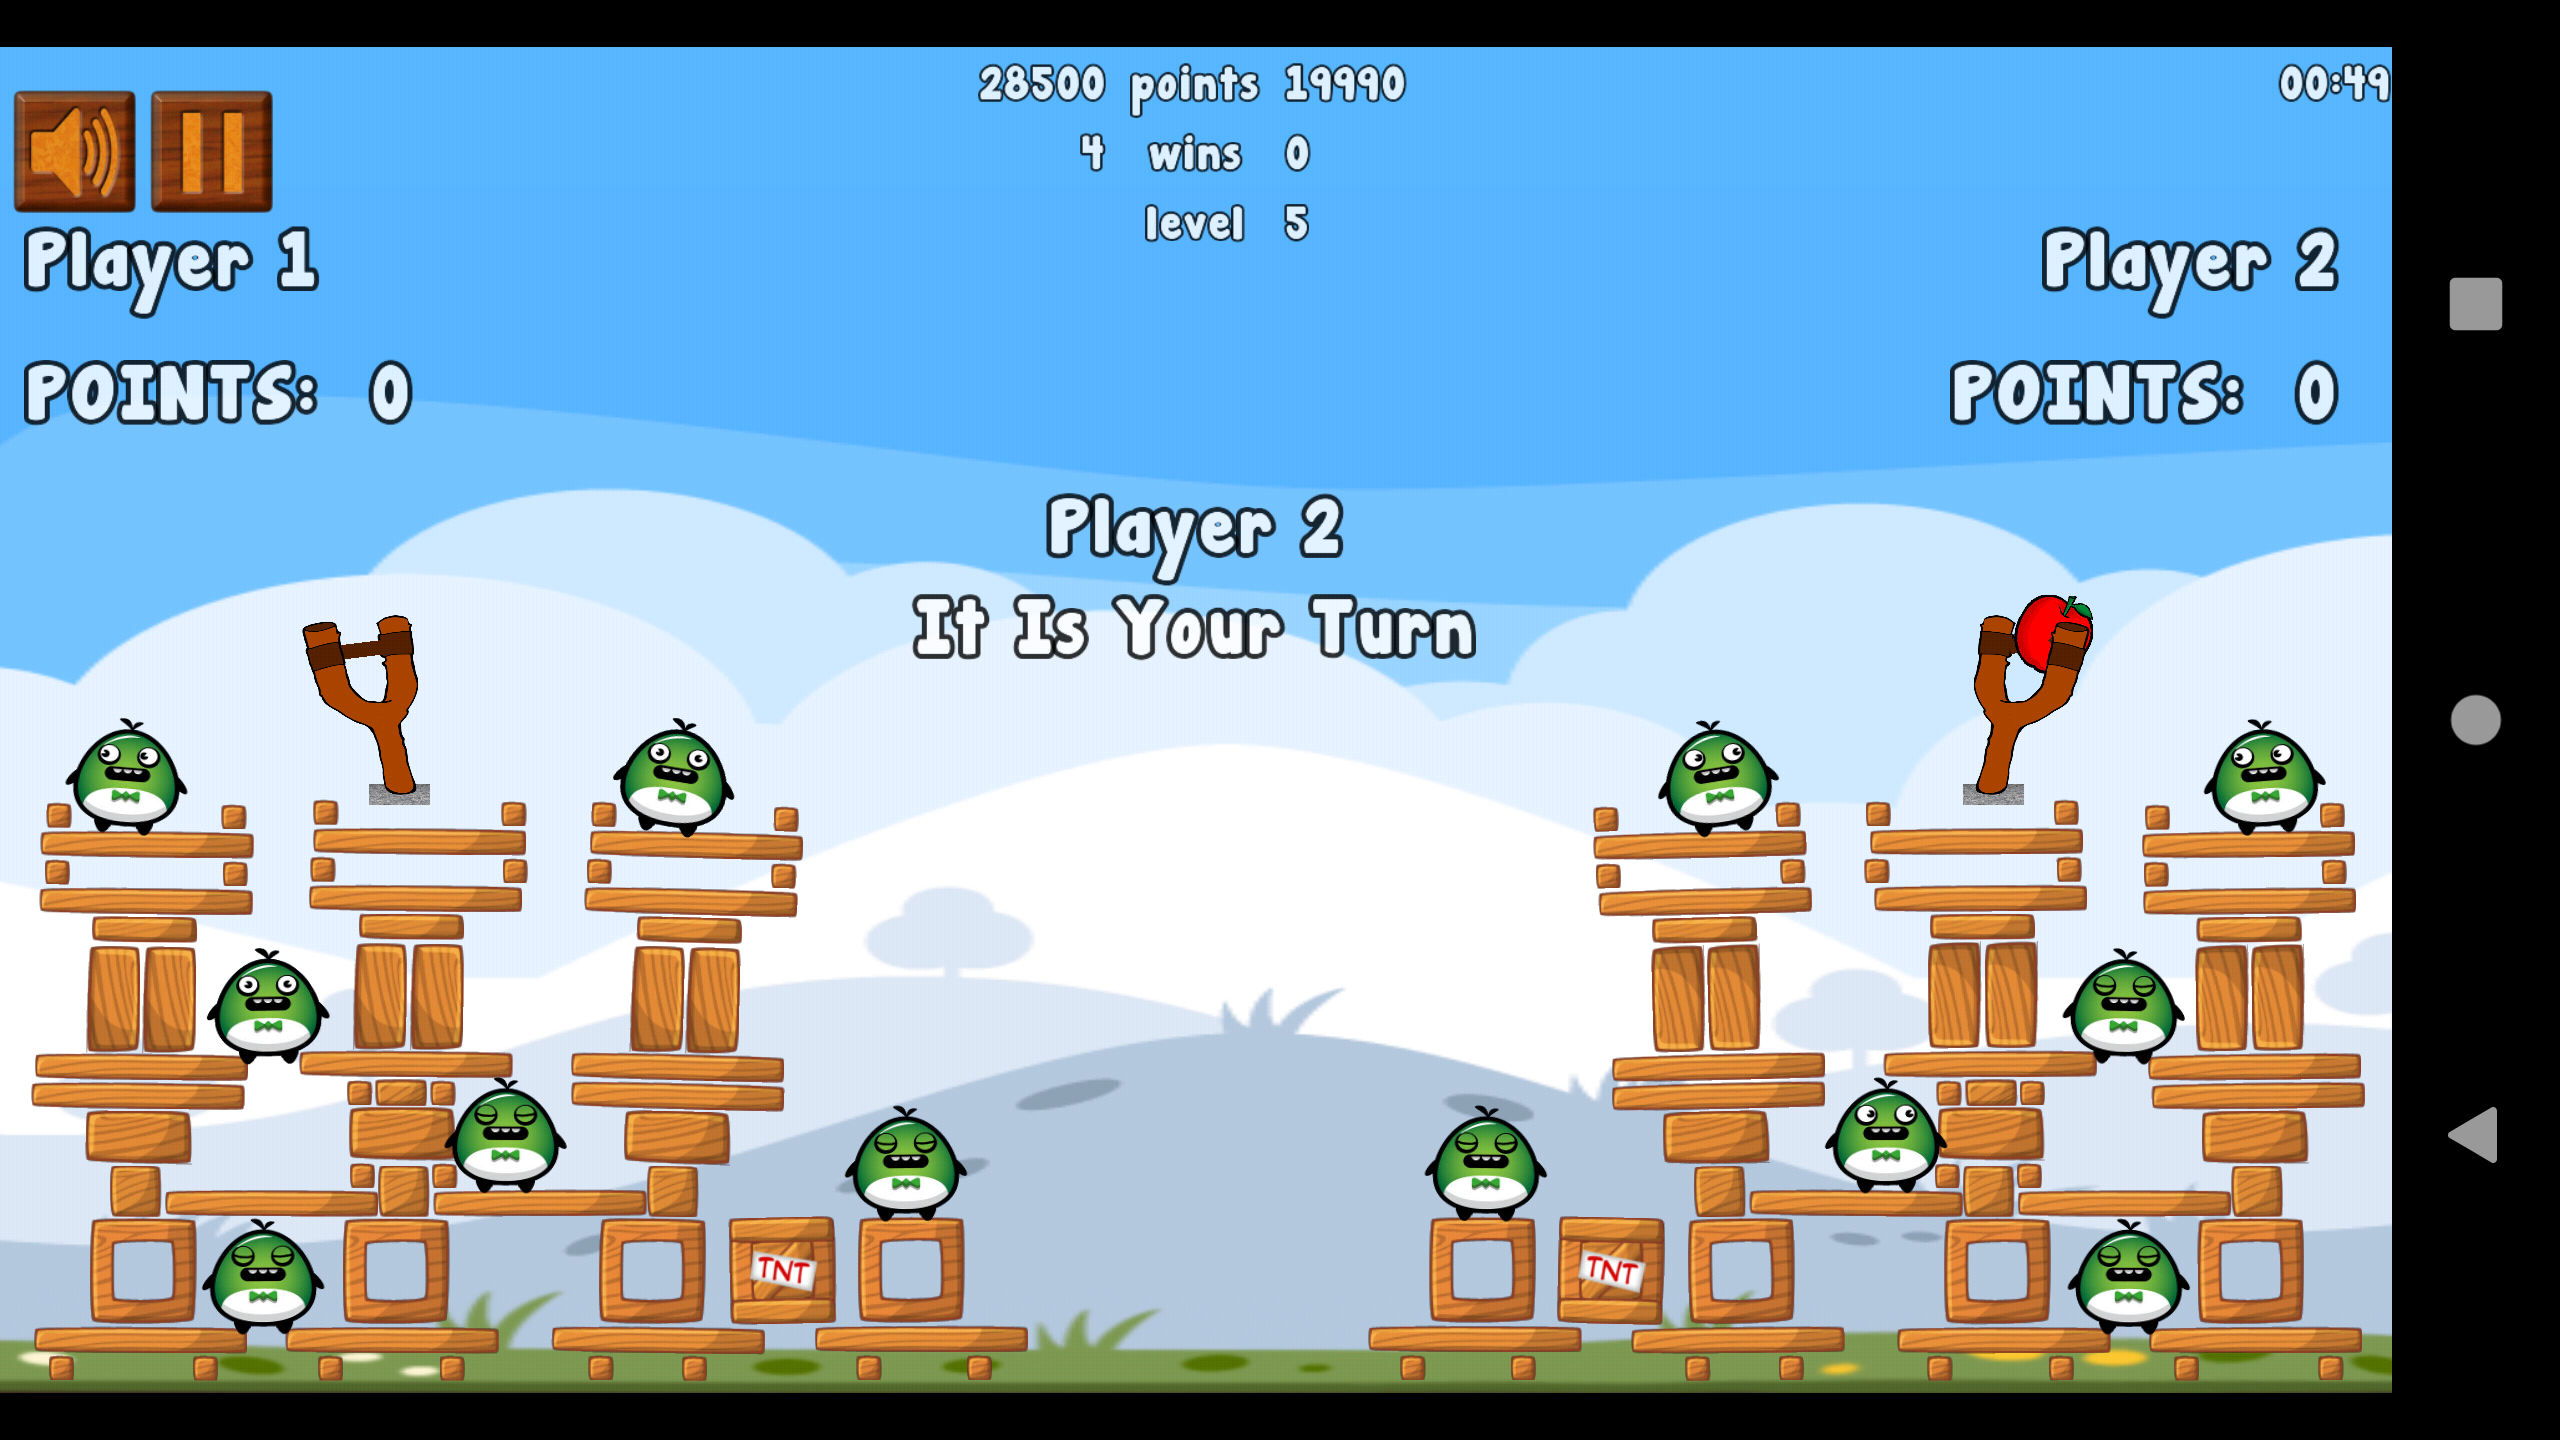 28500 points 19990
00:49
4 wins 0
level 5
Player 1
Player 2
POINTS: 0
POINTS: 0
Player 2
It Is Your Turn
TNT
TNT